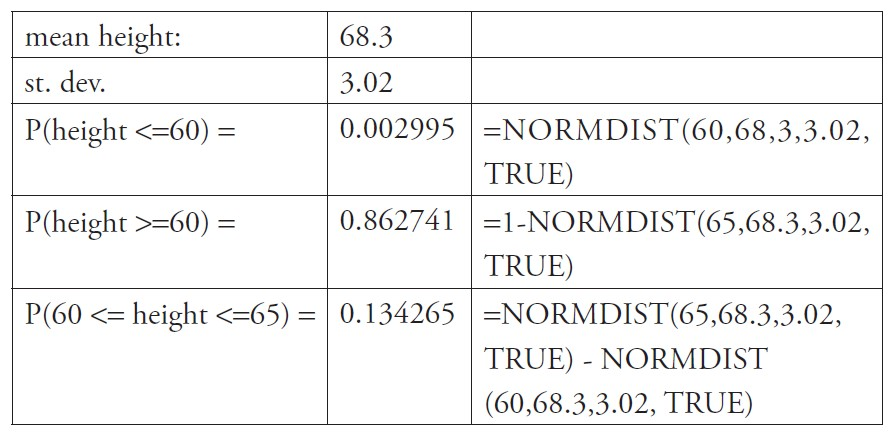 mean height: 68.3
st. dev. 3.02
P(height <=60) = 0.002995 =NORMDIST(60,68,3,3.02,
TRUE)
P(height >=60) = 0.862741 =1-NORMDIST(65,68.3,3.02,
TRUE)
P(60 <= height <=65) = 0.134265 =NORMDIST(65,68.3,3.02,
TRUE) - NORMDIST
(60,68.3,3.02, TRUE)